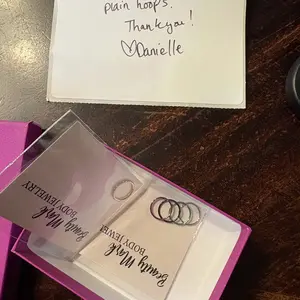 plain hoops.
Thank you!
♡Danielle
Beauty Mark
BODY JEWELRY
Beauty Mark
BODY JEWELRY